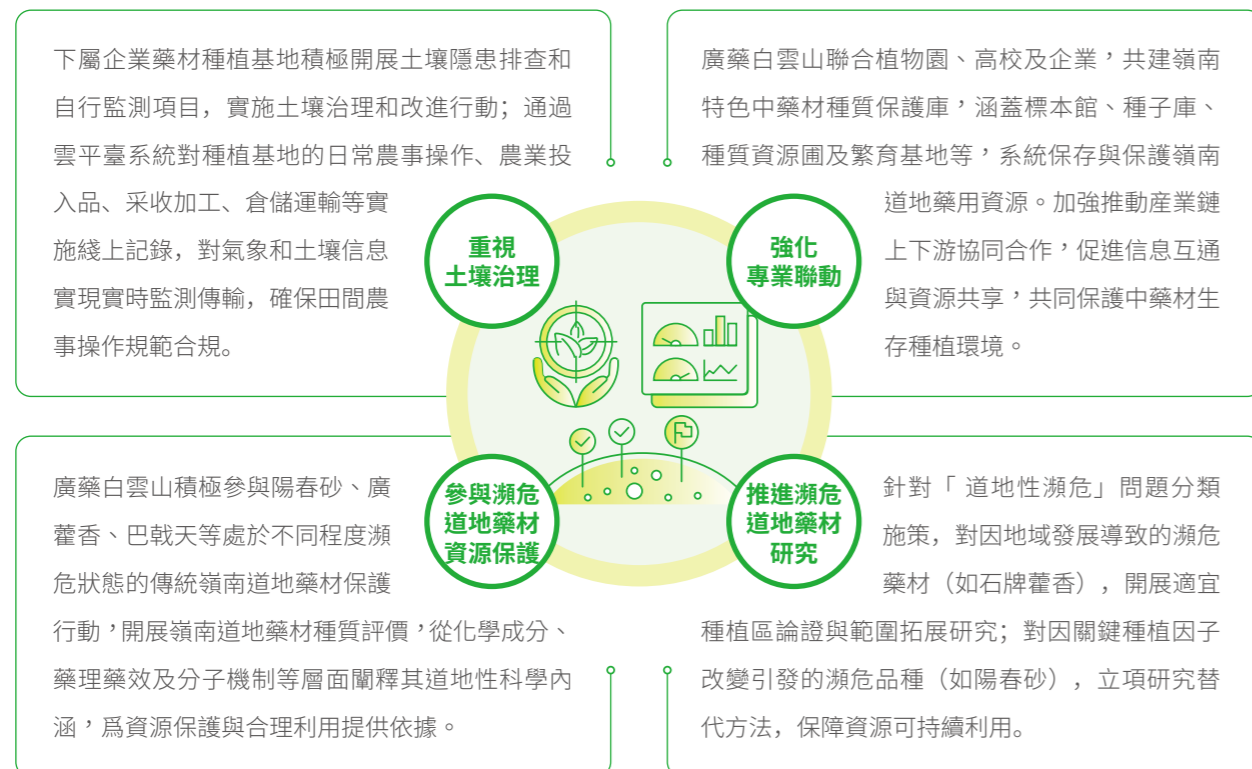 下屬企業藥材種植基地積極開展土壤隱患排查和
自行監測項目，實施土壤治理和改進行動；通過
雲平臺系統對種植基地的日常農事操作、農業投
入品、采收加工、倉儲運輸等實
施綫上記錄，對氣象和土壤信息
實現實時監測傳輸，確保田間農
事操作規範合規。
重視
土壤治理
廣藥白雲山聯合植物園、高校及企業，共建嶺南
特色中藥材種質保護庫，涵蓋標本館、種子庫、
種質資源圃及繁育基地等，系統保存與保護嶺南
道地藥用資源。加強推動産業鏈
上下游協同合作，促進信息互通
與資源共享，共同保護中藥材生
存種植環境。
強化
專業聯動
廣藥白雲山積極參與陽春砂、廣
藿香、巴戟天等處於不同程度瀕
危狀態的傳統嶺南道地藥材保護
行動，開展嶺南道地藥材種質評價，從化學成分、
藥理藥效及分子機制等層面闡釋其道地性科學內
涵，爲資源保護與合理利用提供依據。
參與瀕危
道地藥材
資源保護
針對「 道地性瀕危」問題分類
施策，對因地域發展導致的瀕危
藥材（如石牌藿香），開展適宜
種植區論證與範圍拓展研究；對因關鍵種植因子
改變引發的瀕危品種（如陽春砂），立項研究替
代方法，保障資源可持續利用。
推進瀕危
道地藥材
研究